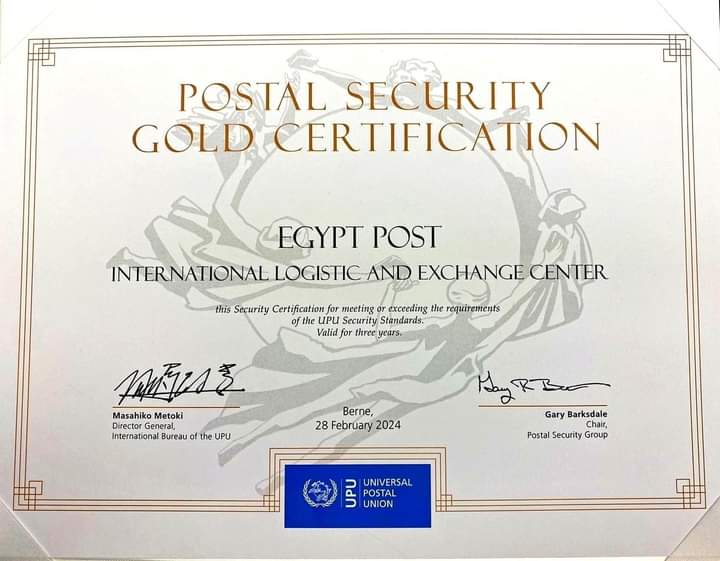 POSTAL SECURITY
GOLD CERTIFICATION
EGYPT POST
INTERNATIONAL LOGISTIC AND EXCHANGE CENTER
this Security Certification for meeting or exceeding the requirements
of the UPU Security Standards.
Valid for three years.
Masahiko Metoki
Director General,
International Bureau of the UPU
Berne,
28 February 2024
Gary Barksdale
Chair,
Postal Security Group
UPU
UNIVERSAL
POSTAL
UNION